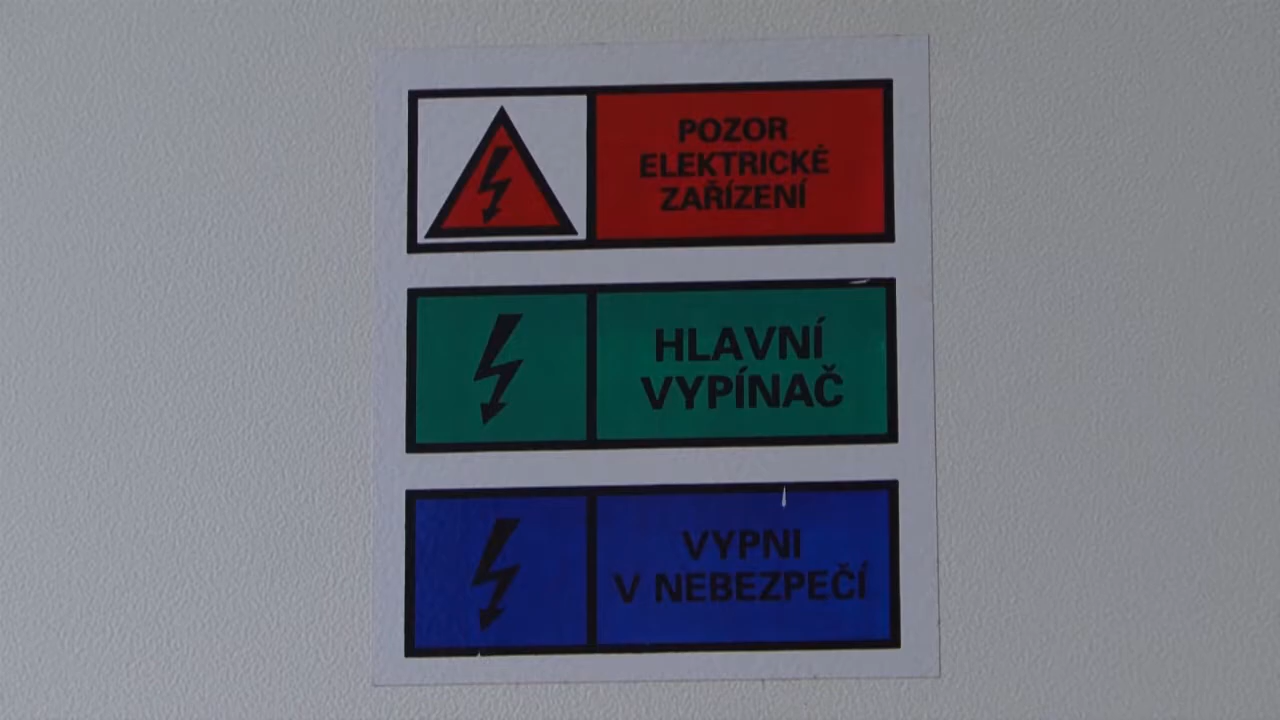 POZOR
ELEKTRICKÉ
ZAŘÍZENÍ
HLAVNÍ
VYPÍNAČ
VYPNI
V NEBEZPEČÍ